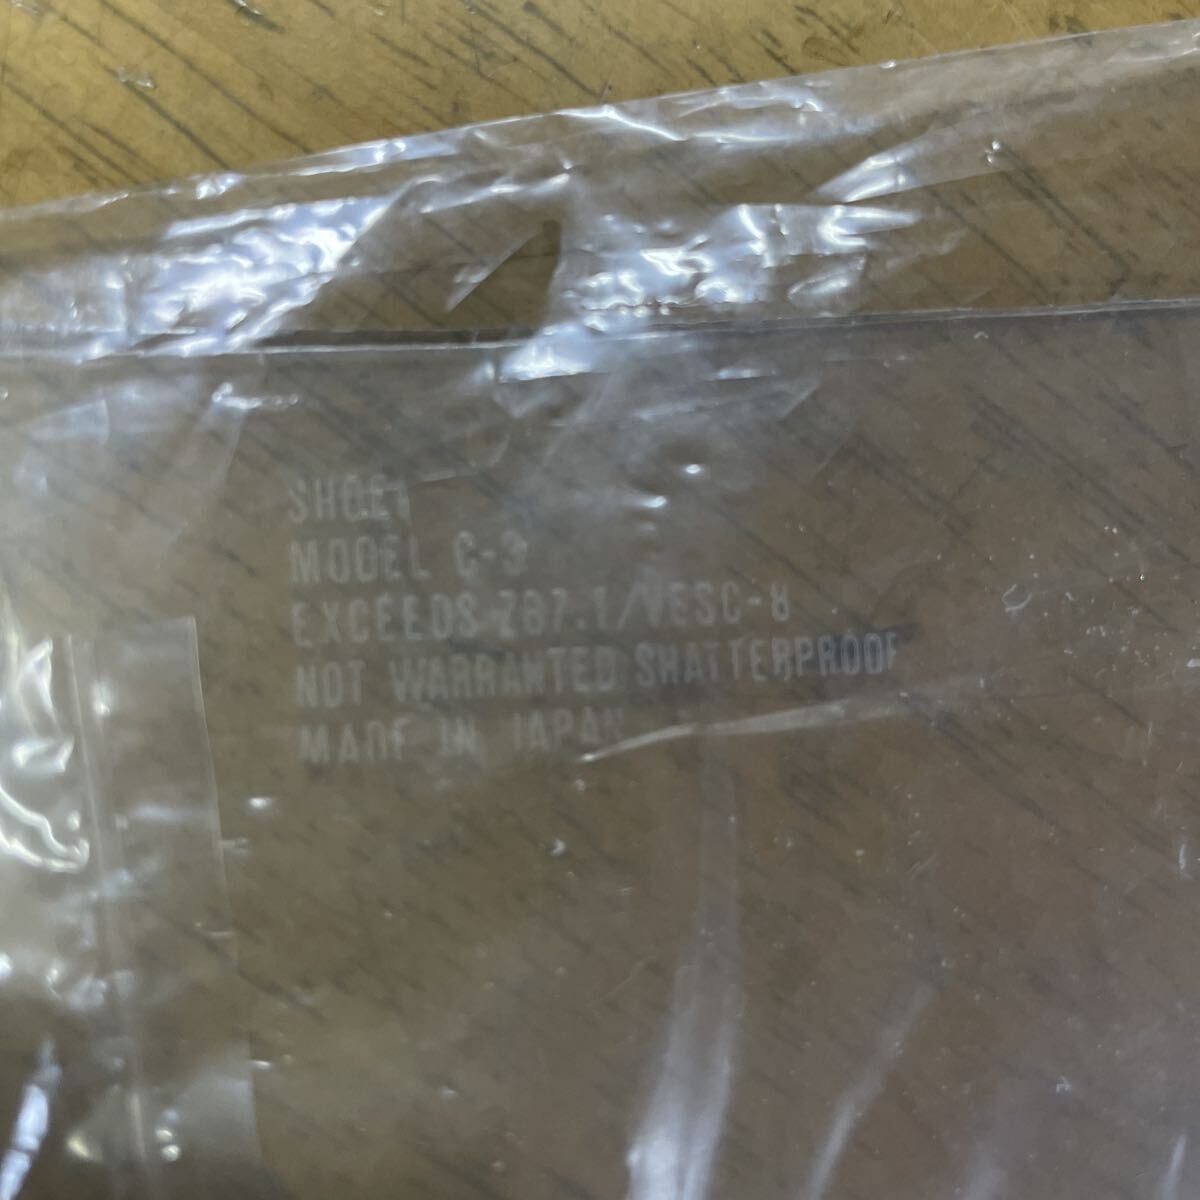 SHOEI
MODEL C-3
EXCEEDS Z87.1/VESC-8
NOT WARRANTED SHATTERPROOF
MADE IN JAPAN